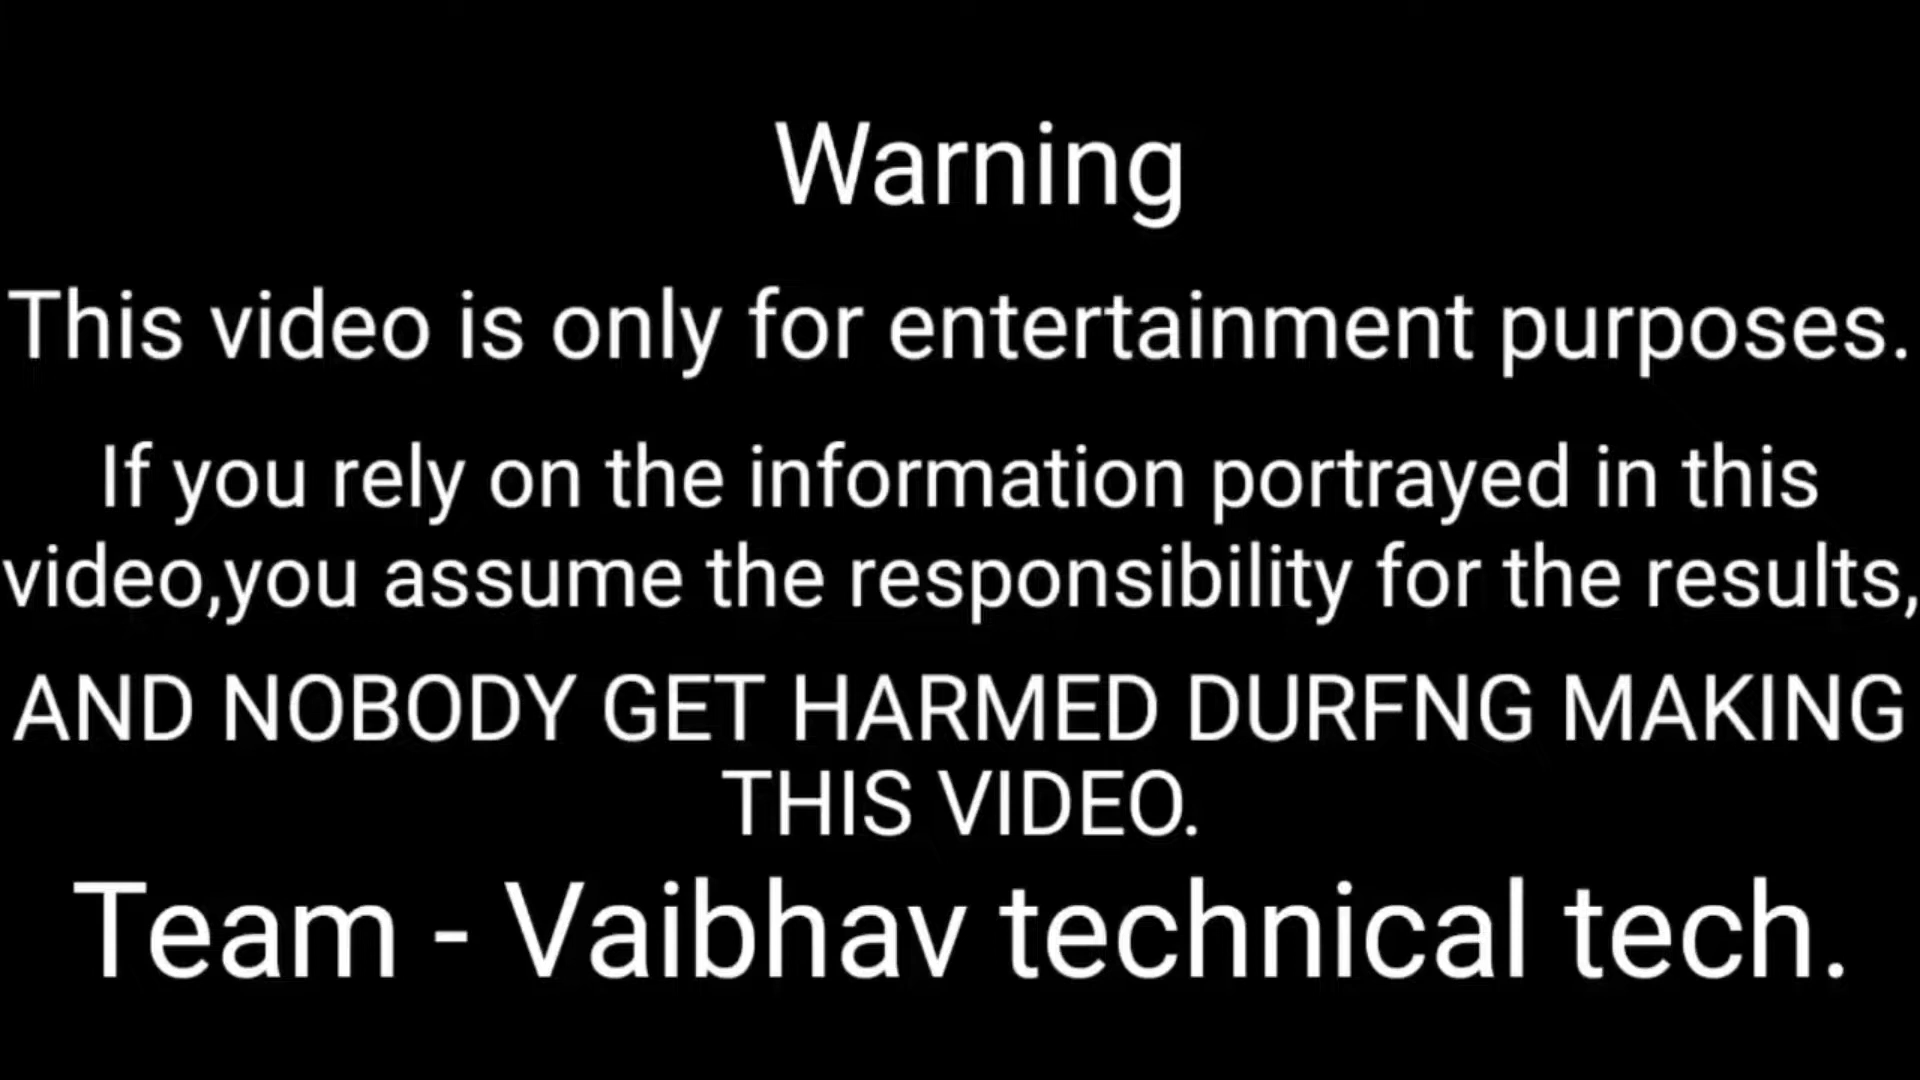 Warning
This video is only for entertainment purposes.
If you rely on the information portrayed in this
video,you assume the responsibility for the results,
AND NOBODY GET HARMED DURFNG MAKING
THIS VIDEO.
Team - Vaibhav technical tech.